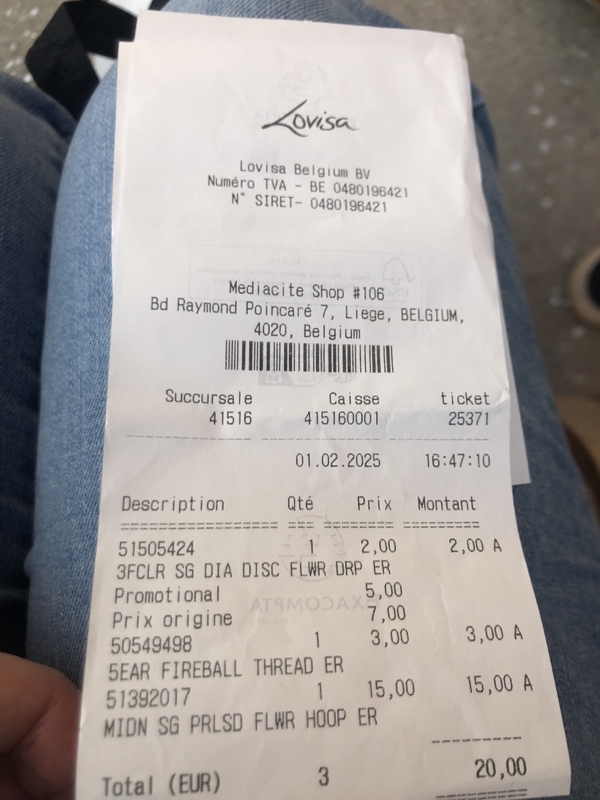 Lovisa
Lovisa Belgium BV
Numéro TVA - BE 0480196421
N° SIRET- 0480196421
Mediacite Shop #106
Bd Raymond Poincaré 7, Liege, BELGIUM,
4020, Belgium
Succursale Caisse ticket
41516 415160001 25371
01.02.2025 16:47:10
Description Qté Prix Montant
51505424 1 2,00 2,00 A
3FCLR SG DIA DISC FLWR DRP ER
Promotional 5,00
Prix origine 7,00
50549498 1 3,00 3,00 A
5EAR FIREBALL THREAD ER
51392017 1 15,00 15,00 A
MIDN SG PRLSD FLWR HOOP ER
Total (EUR) 3 20,00
EXACOMPTA